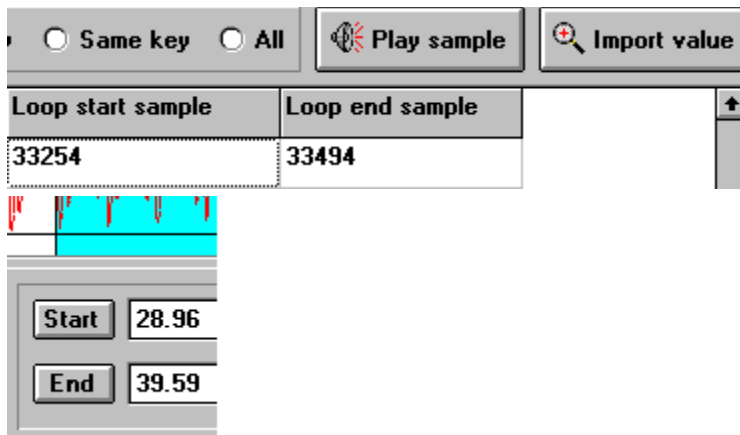 Same key All Play sample Import value
Loop start sample Loop end sample
33254 33494
Start 28.96
End 39.59